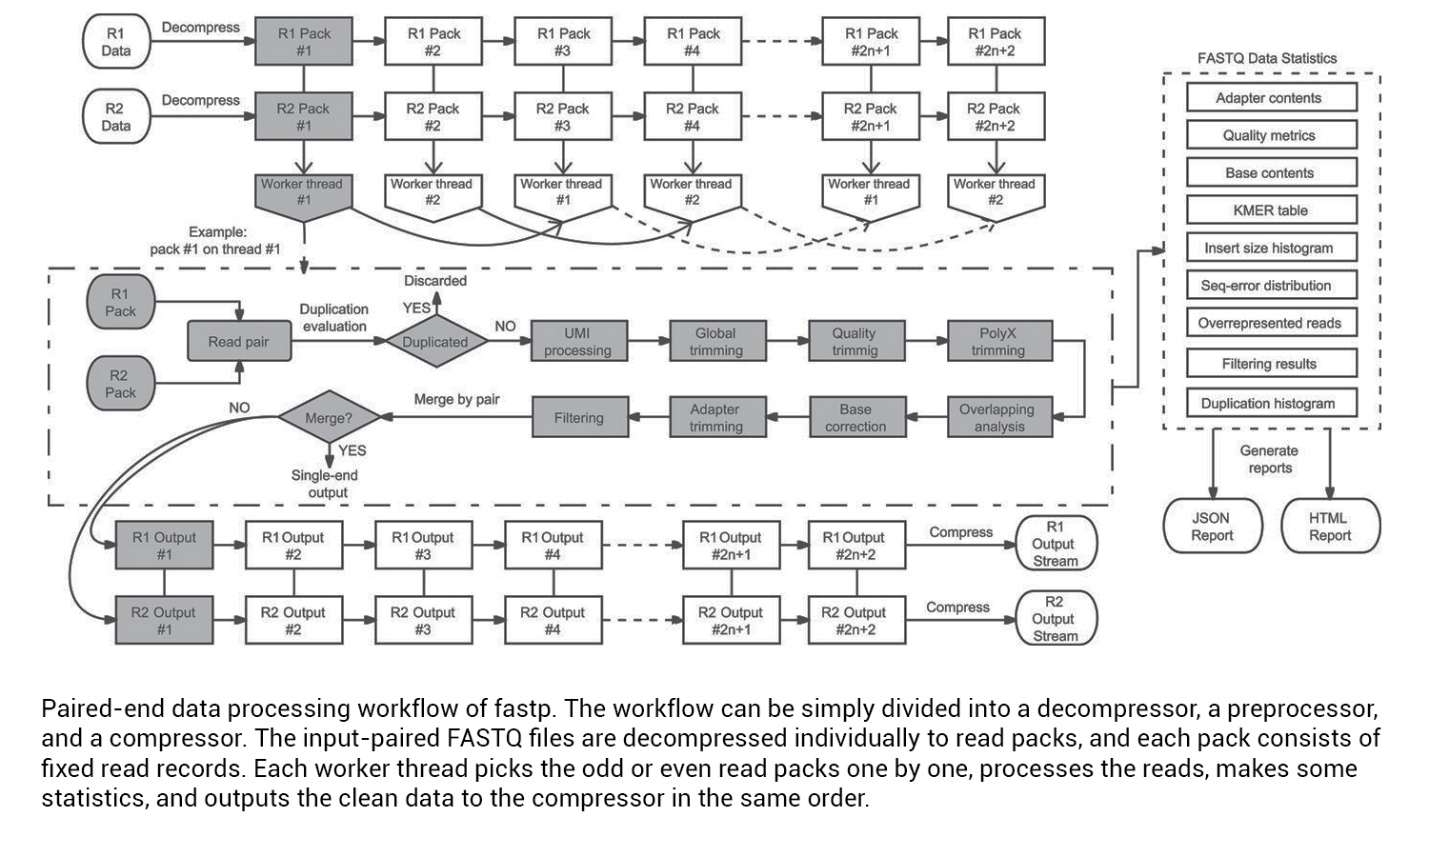 R1
Data
Decompress
R1 Pack
#1
R1 Pack
#2
R1 Pack
#3
R1 Pack
#4
R1 Pack
#2n+1
R1 Pack
#2n+2
R2
Data
Decompress
R2 Pack
#1
R2 Pack
#2
R2 Pack
#3
R2 Pack
#4
R2 Pack
#2n+1
R2 Pack
#2n+2
Worker thread
#1
Worker thread
#2
Worker thread
#1
Worker thread
#2
Worker thread
#1
Worker thread
#2
Example:
pack #1 on thread #1
R1
Pack
R2
Pack
Read pair
Duplication
evaluation
Discarded
YES
Duplicated
NO
UMI
processing
Global
trimming
Quality
trimmig
PolyX
trimming
Overlapping
analysis
Base
correction
Adapter
trimming
Filtering
Merge by pair
Merge?
NO
YES
Single-end
output
R1 Output
#1
R1 Output
#2
R1 Output
#3
R1 Output
#4
R1 Output
#2n+1
R1 Output
#2n+2
Compress
R1
Output
Stream
R2 Output
#1
R2 Output
#2
R2 Output
#3
R2 Output
#4
R2 Output
#2n+1
R2 Output
#2n+2
Compress
R2
Output
Stream
FASTQ Data Statistics
Adapter contents
Quality metrics
Base contents
KMER table
Insert size histogram
Seq-error distribution
Overrepresented reads
Filtering results
Duplication histogram
Generate
reports
JSON
Report
HTML
Report
Paired-end data processing workflow of fastp. The workflow can be simply divided into a decompressor, a preprocessor,
and a compressor. The input-paired FASTQ files are decompressed individually to read packs, and each pack consists of
fixed read records. Each worker thread picks the odd or even read packs one by one, processes the reads, makes some
statistics, and outputs the clean data to the compressor in the same order.